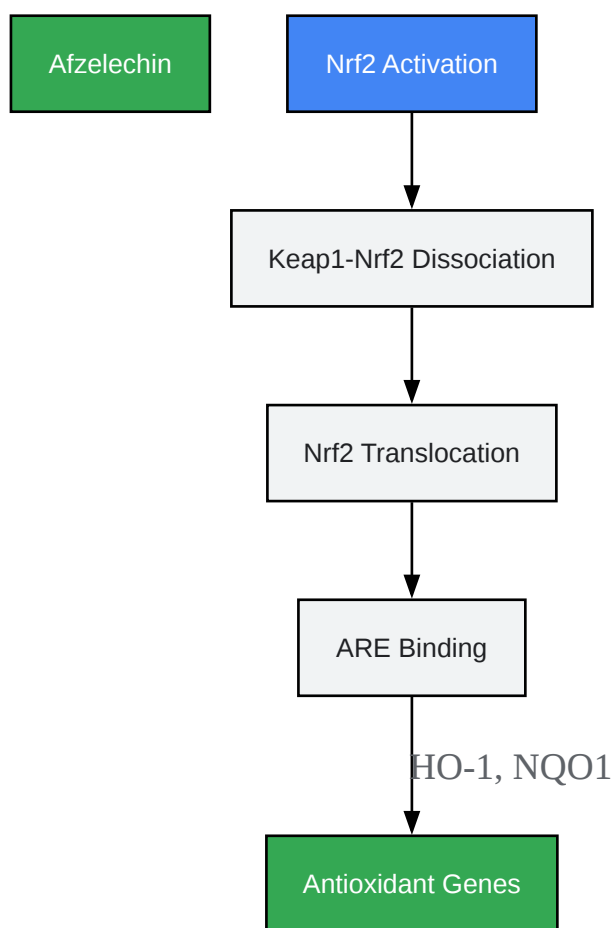 Afzelechin
Nrf2 Activation
Keap1-Nrf2 Dissociation
Nrf2 Translocation
ARE Binding
HO-1, NQO1
Antioxidant Genes